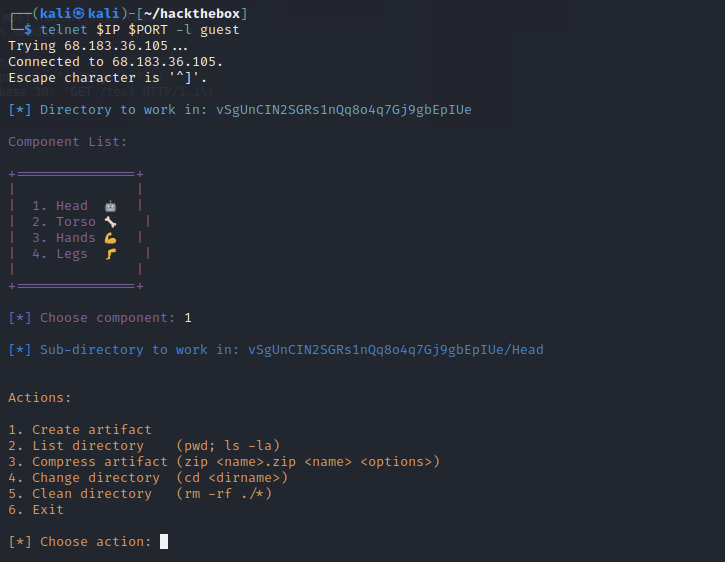 ┌──(kali㉿kali)-[~/hackthebox]
└─$ telnet $IP $PORT -l guest
Trying 68.183.36.105...
Connected to 68.183.36.105.
Escape character is '^]'.
[*] Directory to work in: vSgUnCIN2SGRs1nQq8o4q7Gj9gbEpIUe
Component List:
+===============+
|               |
|  1. Head  🤖  |
|  2. Torso 🦴   |
|  3. Hands 💪  |
|  4. Legs  🦵   |
|               |
+===============+
[*] Choose component: 1
[*] Sub-directory to work in: vSgUnCIN2SGRs1nQq8o4q7Gj9gbEpIUe/Head
Actions:
1. Create artifact
2. List directory    (pwd; ls -la)
3. Compress artifact (zip <name>.zip <name> <options>)
4. Change directory  (cd <dirname>)
5. Clean directory   (rm -rf ./*)
6. Exit
[*] Choose action: